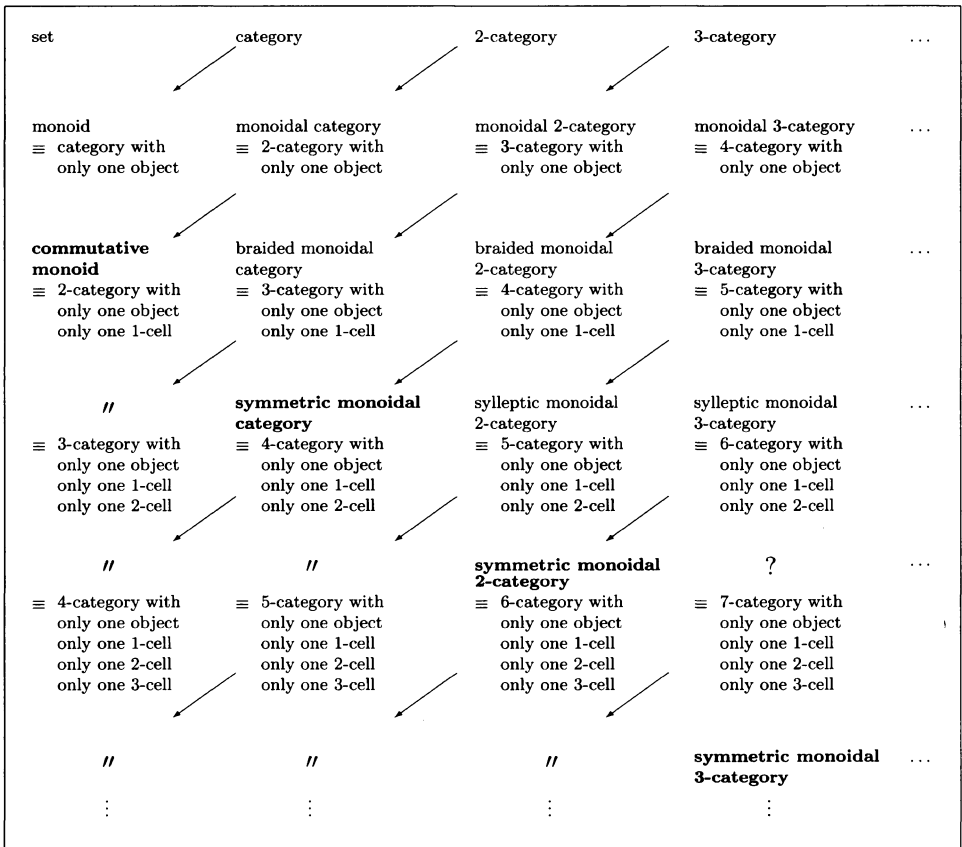 set category 2-category 3-category ...
monoid monoidal category monoidal 2-category monoidal 3-category ...
≡ category with ≡ 2-category with ≡ 3-category with ≡ 4-category with
only one object only one object only one object only one object
commutative braided monoidal braided monoidal braided monoidal ...
monoid category 2-category 3-category
≡ 2-category with ≡ 3-category with ≡ 4-category with ≡ 5-category with
only one object only one object only one object only one object
only one 1-cell only one 1-cell only one 1-cell only one 1-cell
〃 symmetric monoidal sylleptic monoidal sylleptic monoidal ...
category 2-category 3-category
≡ 3-category with ≡ 4-category with ≡ 5-category with ≡ 6-category with
only one object only one object only one object only one object
only one 1-cell only one 1-cell only one 1-cell only one 1-cell
only one 2-cell only one 2-cell only one 2-cell only one 2-cell
〃 〃 symmetric monoidal ? ...
2-category
≡ 4-category with ≡ 5-category with ≡ 6-category with ≡ 7-category with
only one object only one object only one object only one object
only one 1-cell only one 1-cell only one 1-cell only one 1-cell
only one 2-cell only one 2-cell only one 2-cell only one 2-cell
only one 3-cell only one 3-cell only one 3-cell only one 3-cell
〃 〃 〃 symmetric monoidal ...
3-category
⋮ ⋮ ⋮ ⋮